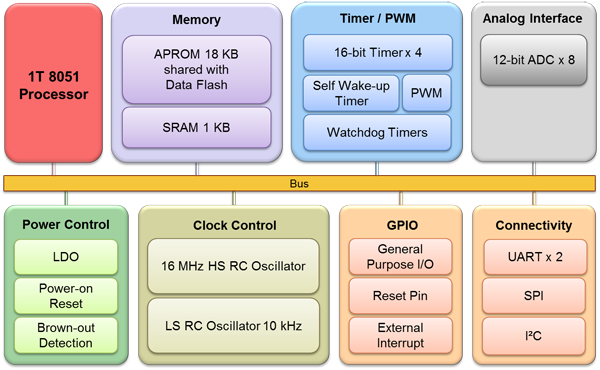 1T 8051
Processor
Memory
APROM 18 KB
shared with
Data Flash
SRAM 1 KB
Timer / PWM
16-bit Timer x 4
Self Wake-up
Timer
PWM
Watchdog Timers
Analog Interface
12-bit ADC x 8
Bus
Power Control
LDO
Power-on
Reset
Brown-out
Detection
Clock Control
16 MHz HS RC Oscillator
LS RC Oscillator 10 kHz
GPIO
General
Purpose I/O
Reset Pin
External
Interrupt
Connectivity
UART x 2
SPI
I²C